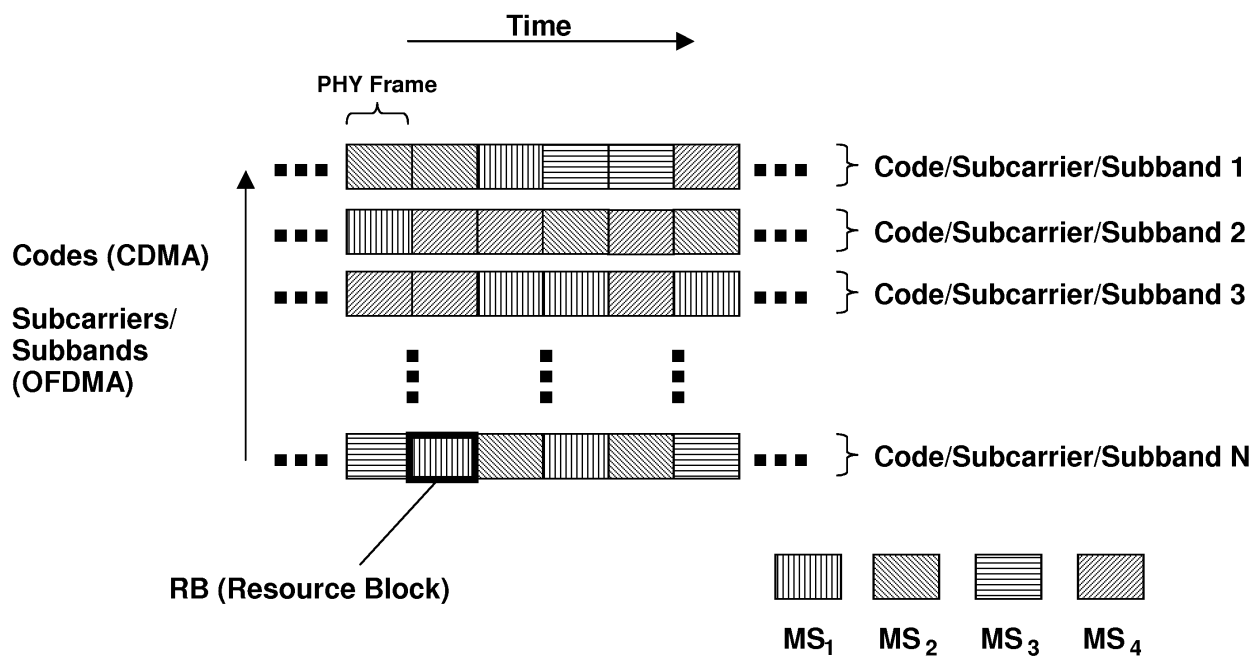 Time
PHY Frame
Code/Subcarrier/Subband 1
Codes (CDMA)
Code/Subcarrier/Subband 2
Subcarriers/
Subbands
(OFDMA)
Code/Subcarrier/Subband 3
Code/Subcarrier/Subband N
RB (Resource Block)
MS1 MS2 MS3 MS4